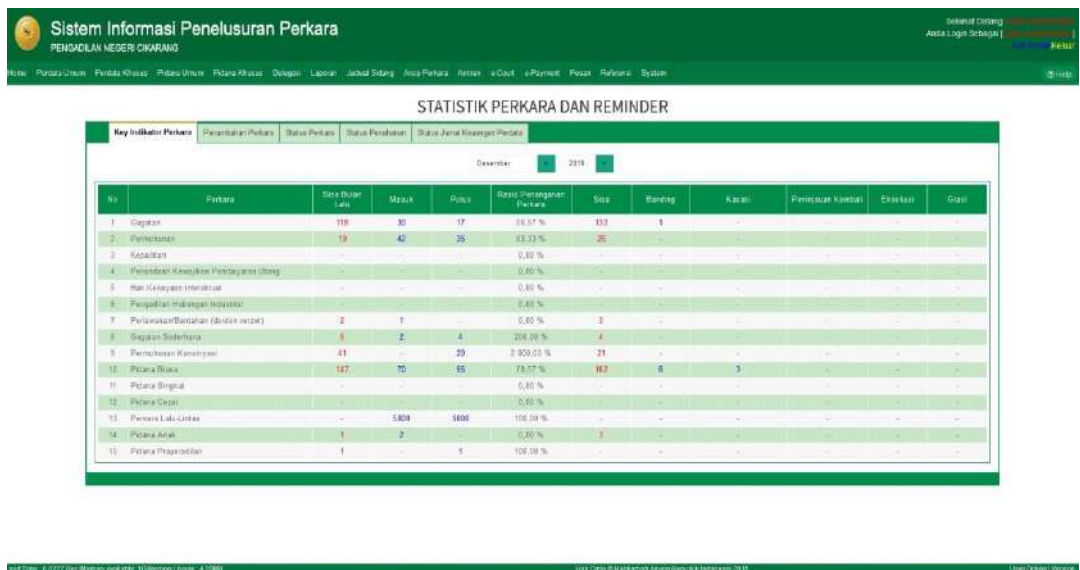 Sistem Informasi Penelusuran Perkara
PENGADILAN NEGERI CIKARANG
Selamat Datang
Anda Login Sebagai [ ]
Keluar
Home Perdata Umum Perdata Khusus Pidana Umum Pidana Khusus Delegasi Laporan Jadwal Sidang Arsip Perkara Amnen e-Court e-Payment Pesan Referensi System Help
STATISTIK PERKARA DAN REMINDER
Key Indikator Perkara Penambahan Perkara Status Perkara Status Penahanan Status Jurnal Keuangan Perdata
Desember
No Perkara Sisa Bulan Lalu Masuk Putus Rasio Penanganan Perkara Sisa Banding Kasasi Peninjauan Kembali Eksekusi Grasi
1 Gugatan 119 30 17 56,67 % 132 1 - - - -
2 Permohonan 19 42 35 83,33 % 26 - - - - -
3 Kepailitan - - - 0,00 % - - - - - -
4 Penundaan Kewajiban Pembayaran Utang - - - 0,00 % - - - - - -
5 Hak Kekayaan Intelektual - - - 0,00 % - - - - - -
6 Pengadilan Hubungan Industrial - - - 0,00 % - - - - - -
7 Perlawanan/Bantahan (derden verzet) 2 1 - 0,00 % 3 - - - - -
8 Gugatan Sederhana 6 2 4 200,00 % 4 - - - - -
9 Permohonan Konsinyasi 41 - 20 2.000,00 % 21 - - - - -
10 Pidana Biasa 147 70 55 78,57 % 162 6 3 - - -
11 Pidana Singkat - - - 0,00 % - - - - - -
12 Pidana Cepat - - - 0,00 % - - - - - -
13 Perkara Lalu-Lintas - 5800 5800 100,00 % - - - - - -
14 Pidana Anak 1 2 - 0,00 % 3 - - - - -
15 Pidana Praperadilan 1 - 1 100,00 % - - - - - -